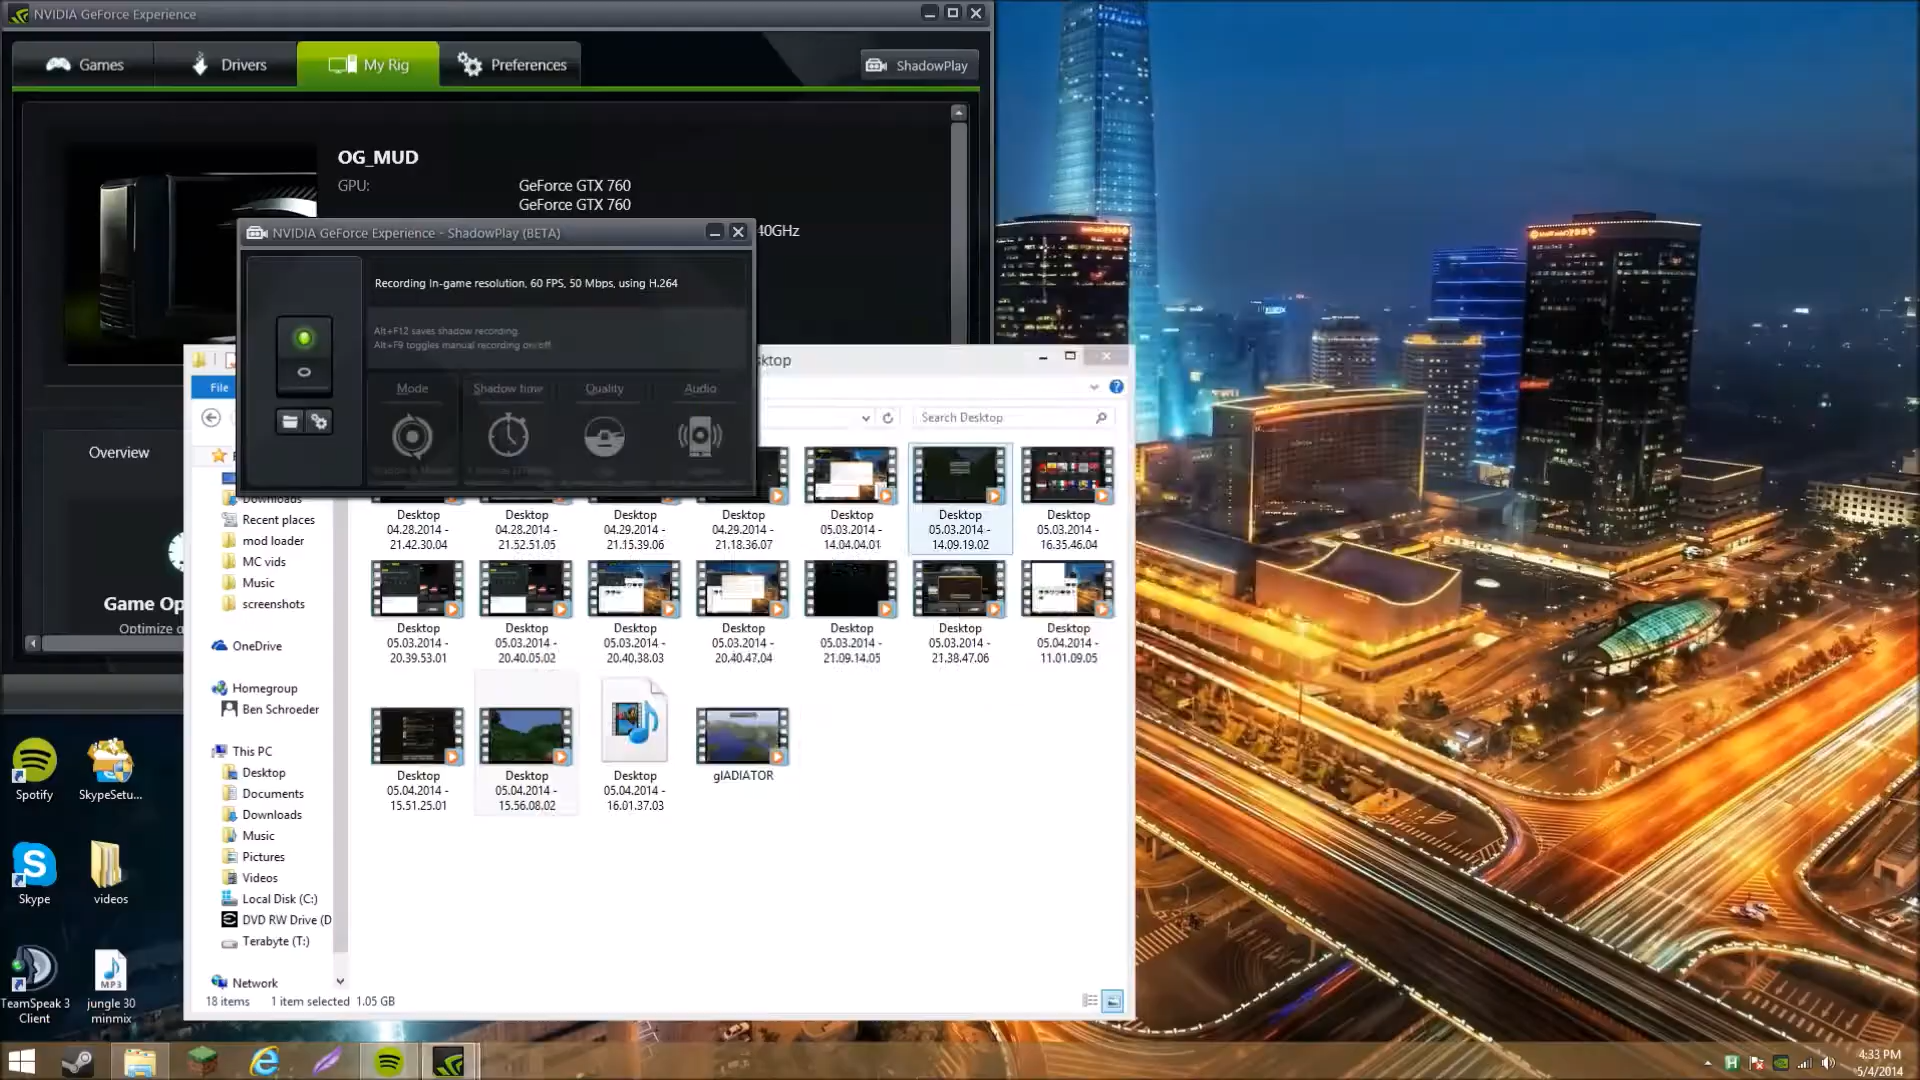 NVIDIA GeForce Experience
Games
Drivers
My Rig
Preferences
ShadowPlay
OG_MUD
GPU:
GeForce GTX 760
GeForce GTX 760
40GHz
NVIDIA GeForce Experience - ShadowPlay (BETA)
Recording In-game resolution, 60 FPS, 50 Mbps, using H.264
Alt+F12 saves shadow recording.
Alt+F9 toggles manual recording on/off.
Mode
Shadow time
Quality
Audio
Overview
Game Op
Optimize g
sktop
File
Search Desktop
Downloads
Recent places
mod loader
MC vids
Music
screenshots
OneDrive
Homegroup
Ben Schroeder
This PC
Desktop
Documents
Downloads
Music
Pictures
Videos
Local Disk (C:)
DVD RW Drive (D
Terabyte (T:)
Network
Desktop
04.28.2014 -
21.42.30.04
Desktop
04.28.2014 -
21.52.51.05
Desktop
04.29.2014 -
21.15.39.06
Desktop
04.29.2014 -
21.18.36.07
Desktop
05.03.2014 -
14.04.04.01
Desktop
05.03.2014 -
14.09.19.02
Desktop
05.03.2014 -
16.35.46.04
Desktop
05.03.2014 -
20.39.53.01
Desktop
05.03.2014 -
20.40.05.02
Desktop
05.03.2014 -
20.40.38.03
Desktop
05.03.2014 -
20.40.47.04
Desktop
05.03.2014 -
21.09.14.05
Desktop
05.03.2014 -
21.38.47.06
Desktop
05.04.2014 -
11.01.09.05
Desktop
05.04.2014 -
15.51.25.01
Desktop
05.04.2014 -
15.56.08.02
Desktop
05.04.2014 -
16.01.37.03
glADIATOR
18 items
1 item selected 1.05 GB
Spotify
SkypeSetu...
Skype
videos
TeamSpeak 3
Client
MP3
jungle 30
minmix
4:33 PM
5/4/2014